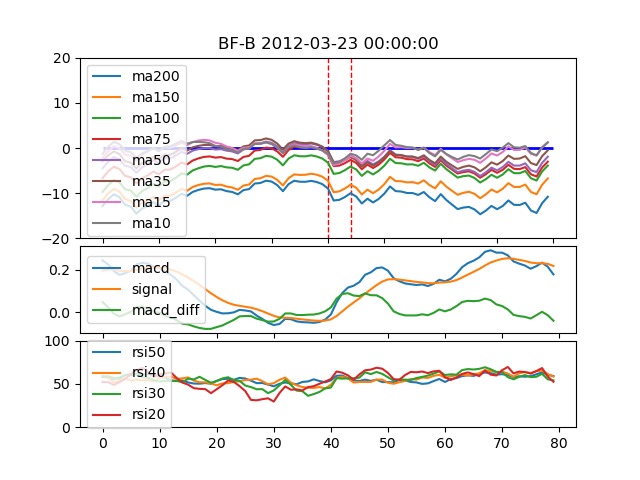 BF-B 2012-03-23 00:00:00
20
10
0
−10
−20
ma200
ma150
ma100
ma75
ma50
ma35
ma15
ma10
0.2
0.0
macd
signal
macd_diff
100
50
0
rsi50
rsi40
rsi30
rsi20
0 10 20 30 40 50 60 70 80